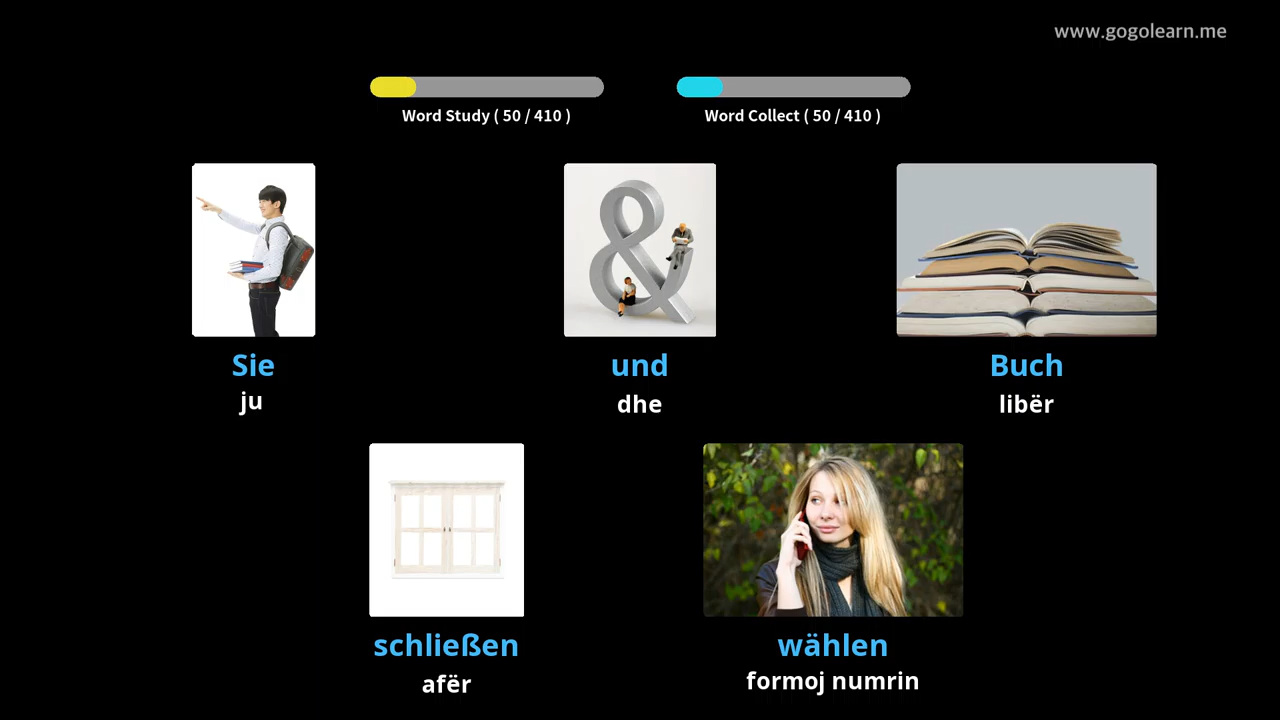 www.gogolearn.me
Word Study ( 50 / 410 )
Word Collect ( 50 / 410 )
Sie
ju
und
dhe
Buch
libër
schließen
afër
wählen
formoj numrin